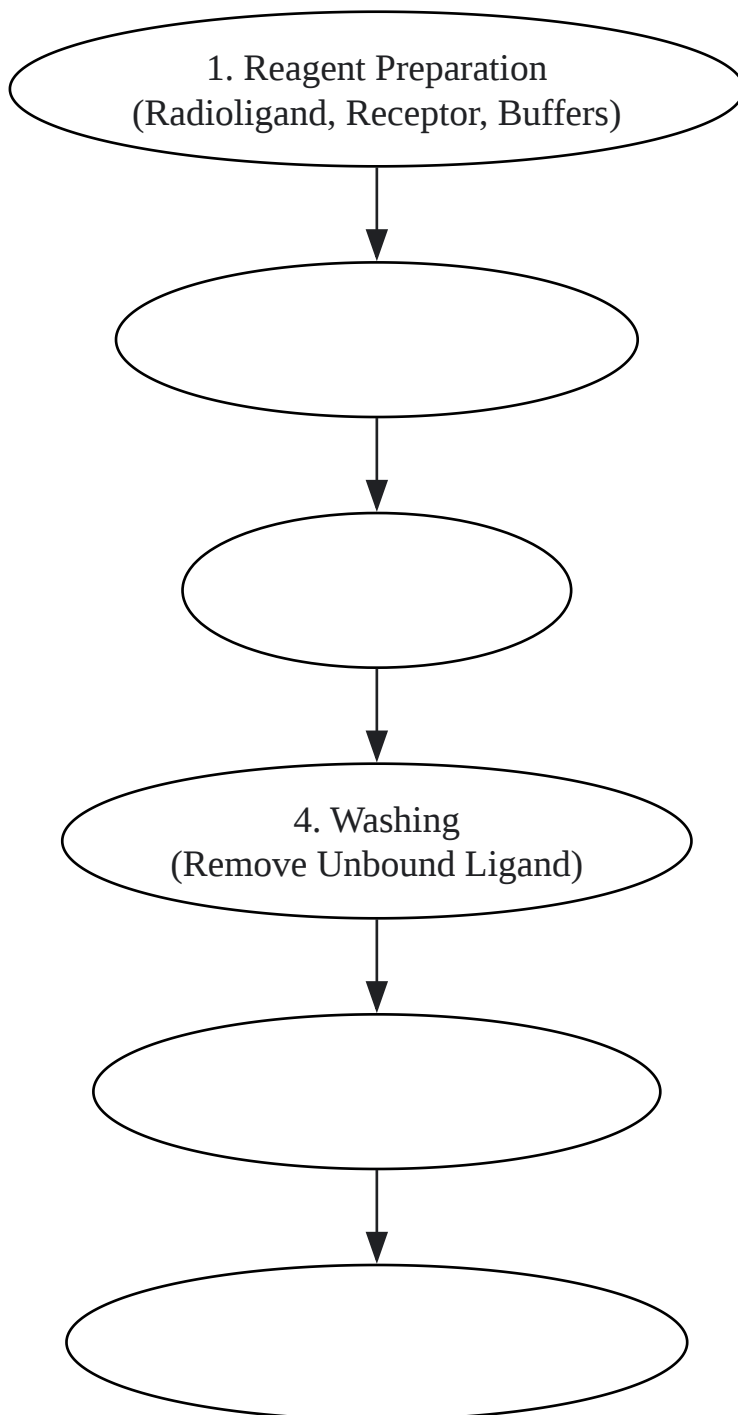 1. Reagent Preparation
(Radioligand, Receptor, Buffers)
4. Washing
(Remove Unbound Ligand)